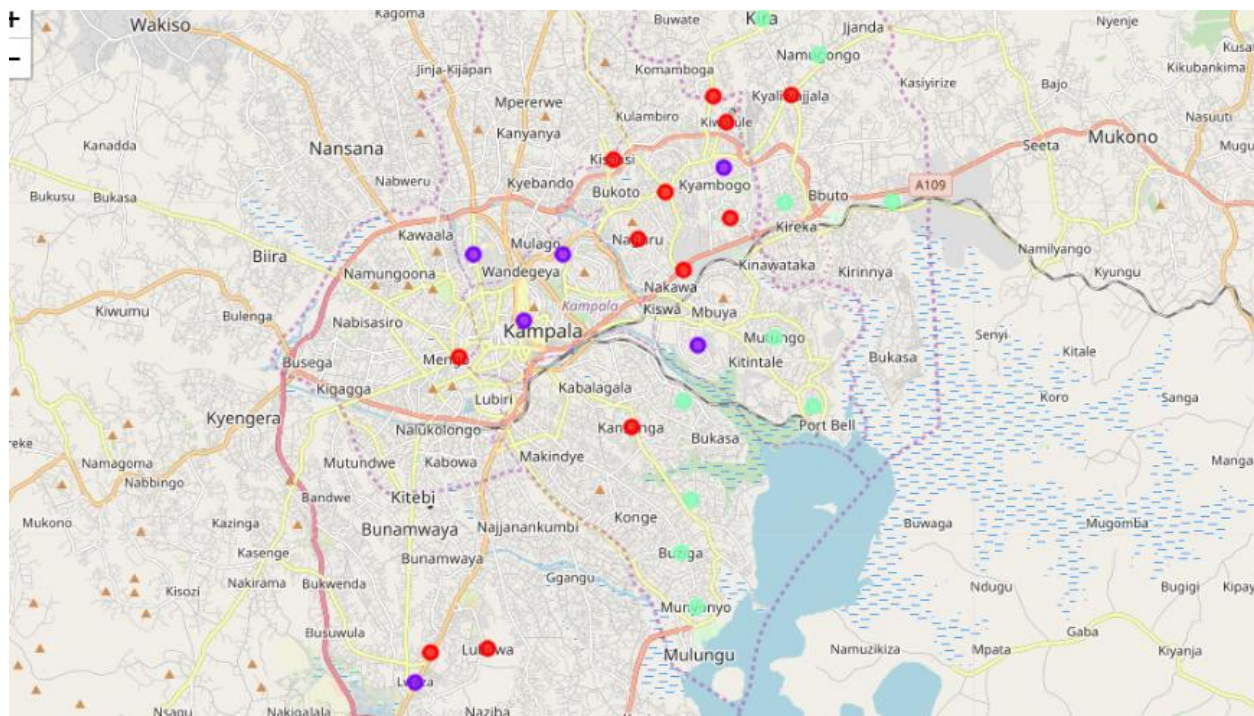 +
−
Kagoma
Buwate
Kira
Nyenje
Wakiso
Jjanda
Kusa
Namugongo
Jinja-Kijapan
Komamboga
Kikubankima
Kasiyirize
Bajo
Mpererwe
Kulambiro
Nasuuti
Kanyanya
Mukono
Kanadda
Nansana
Seeta
Mugu
Nabweru
Kyebando
Bukoto
Kyambogo
Bukusu
Bukasa
Bbuto
A109
Kawaala
Mulago
Kireka
Biira
Namilyango
Namungoona
Wandegeya
Kinawataka
Kirinnya
Kyungu
Nakawa
Kiwumu
Bulenga
Nabisasiro
Kampala
Kiswa
Mbuya
Kampala
Senyi
Mutungo
Busega
Kitintale
Bukasa
Kitale
Kigagga
Kabalagala
Lubiri
Koro
Sanga
Kyengera
Nalukolongo
Port Bell
ereke
Bukasa
Namagoma
Mutundwe
Kabowa
Makindye
Manga
Nabbingo
Bandwe
Kitebi
Mukono
Kazinga
Bunamwaya
Najjanankumbi
Konge
Buwaga
Mugomba
Kasenge
Bunamwaya
Buziga
Kisozi
Nakirama
Bukwenda
Ggangu
Ndugu
Bugigi
Kipay
Munyonyo
Busuwula
Gaba
Mulungu
Namuzikiza
Mpata
Kiyanja
Nsagu
Nakigalala
Naziba